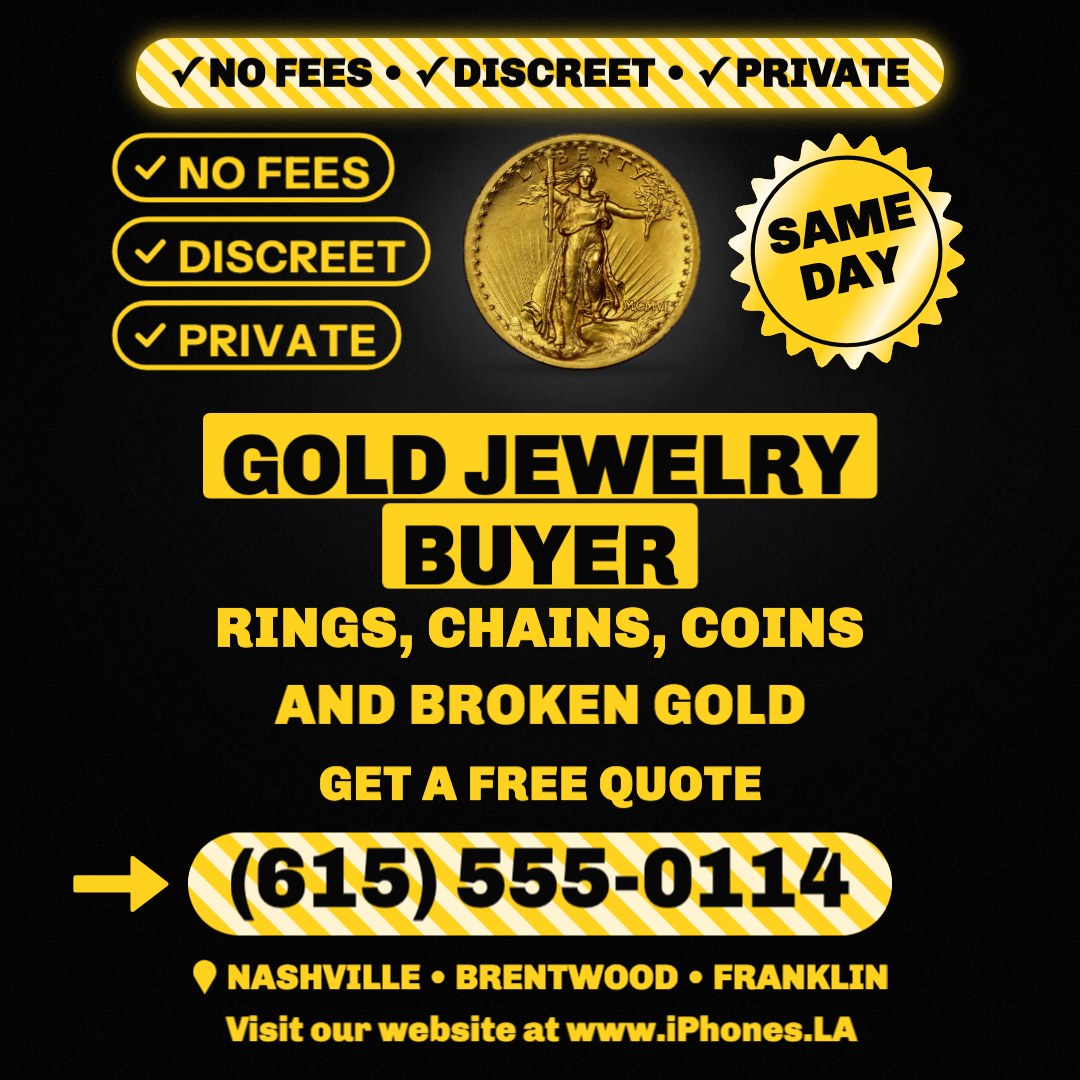 ✓NO FEES • ✓DISCREET • ✓PRIVATE
✓ NO FEES
✓ DISCREET
✓ PRIVATE
LIBERTY
MCMVII
SAME
DAY
GOLD JEWELRY
BUYER
RINGS, CHAINS, COINS
AND BROKEN GOLD
GET A FREE QUOTE
(615) 555-0114
NASHVILLE • BRENTWOOD • FRANKLIN
Visit our website at www.iPhones.LA